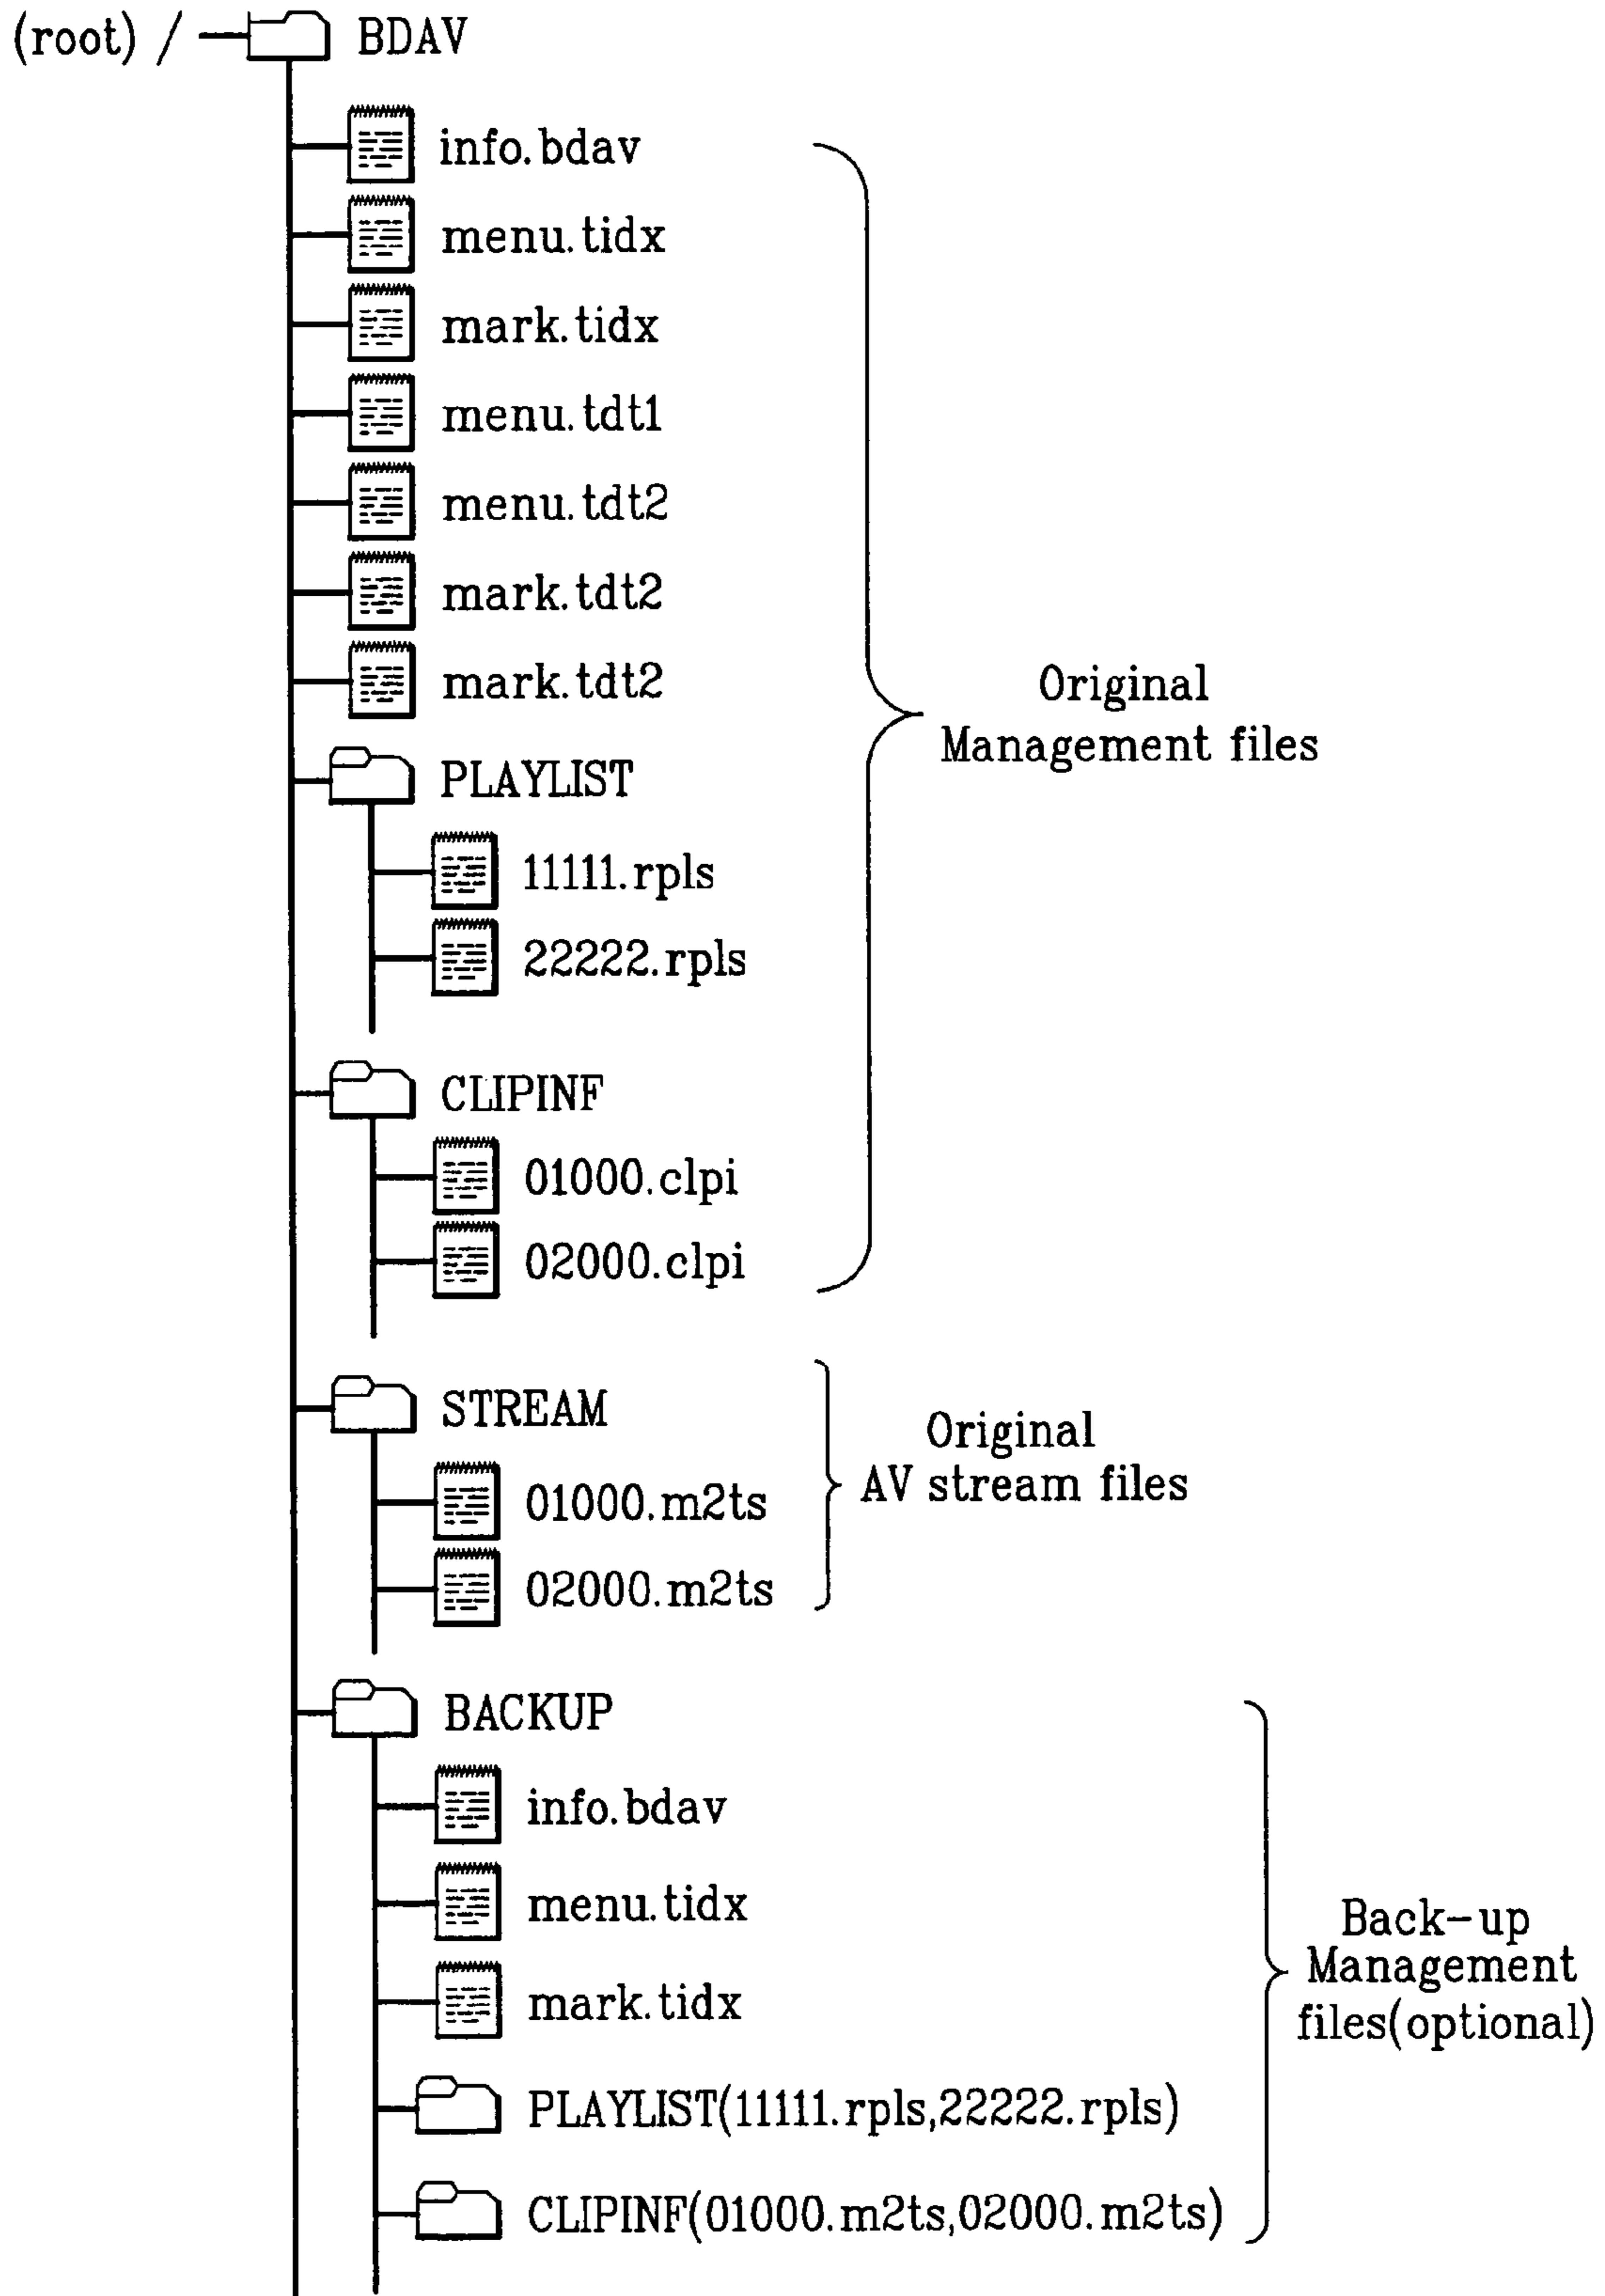 (root) / BDAV
info.bdav
menu.tidx
mark.tidx
menu.tdt1
menu.tdt2
mark.tdt2
mark.tdt2
Original
Management files
PLAYLIST
11111.rpls
22222.rpls
CLIPINF
01000.clpi
02000.clpi
STREAM
Original
AV stream files
01000.m2ts
02000.m2ts
BACKUP
info.bdav
menu.tidx
mark.tidx
Back-up
Management
files(optional)
PLAYLIST(11111.rpls,22222.rpls)
CLIPINF(01000.m2ts,02000.m2ts)